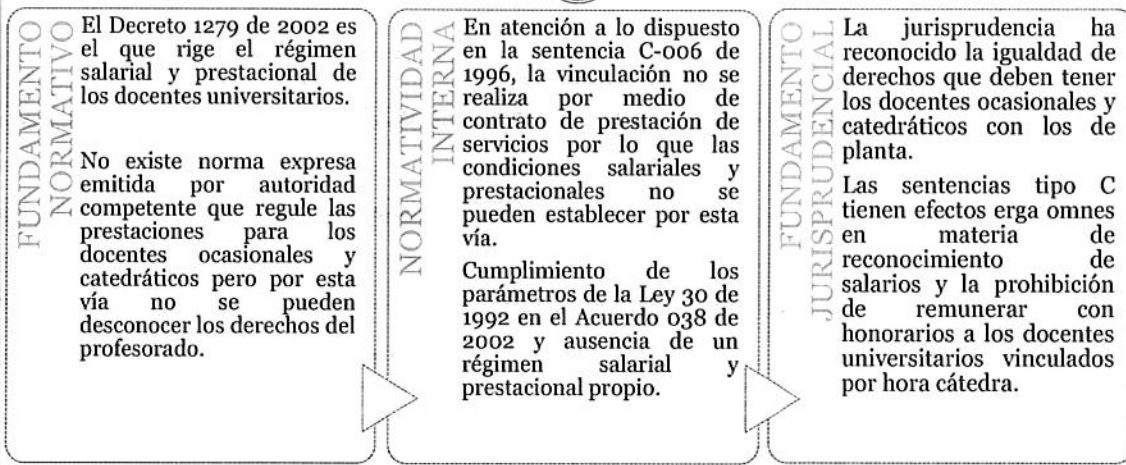 FUNDAMENTO
NORMATIVO
El Decreto 1279 de 2002 es
el que rige el régimen
salarial y prestacional de
los docentes universitarios.
No existe norma expresa
emitida por autoridad
competente que regule las
prestaciones para los
docentes ocasionales y
catedráticos pero por esta
vía no se pueden
desconocer los derechos del
profesorado.
NORMATIVIDAD
INTERNA
En atención a lo dispuesto
en la sentencia C-006 de
1996, la vinculación no se
realiza por medio de
contrato de prestación de
servicios por lo que las
condiciones salariales y
prestacionales no se
pueden establecer por esta
vía.
Cumplimiento de los
parámetros de la Ley 30 de
1992 en el Acuerdo 038 de
2002 y ausencia de un
régimen salarial y
prestacional propio.
FUNDAMENTO
JURISPRUDENCIAL
La jurisprudencia ha
reconocido la igualdad de
derechos que deben tener
los docentes ocasionales y
catedráticos con los de
planta.
Las sentencias tipo C
tienen efectos erga omnes
en materia de
reconocimiento de
salarios y la prohibición
de remunerar con
honorarios a los docentes
universitarios vinculados
por hora cátedra.